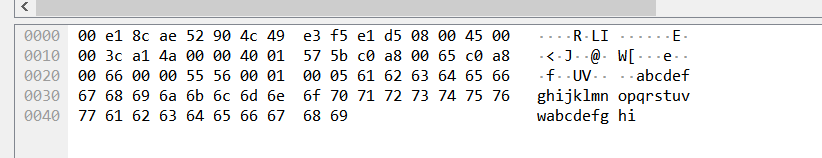 0000 00 e1 8c ae 52 90 4c 49 e3 f5 e1 d5 08 00 45 00 ····R·LI ······E·
0010 00 3c a1 4a 00 00 40 01 57 5b c0 a8 00 65 c0 a8 ·<·J··@· W[···e··
0020 00 66 00 00 55 56 00 01 00 05 61 62 63 64 65 66 ·f··UV·· ··abcdef
0030 67 68 69 6a 6b 6c 6d 6e 6f 70 71 72 73 74 75 76 ghijklmn opqrstuv
0040 77 61 62 63 64 65 66 67 68 69 wabcdefg hi